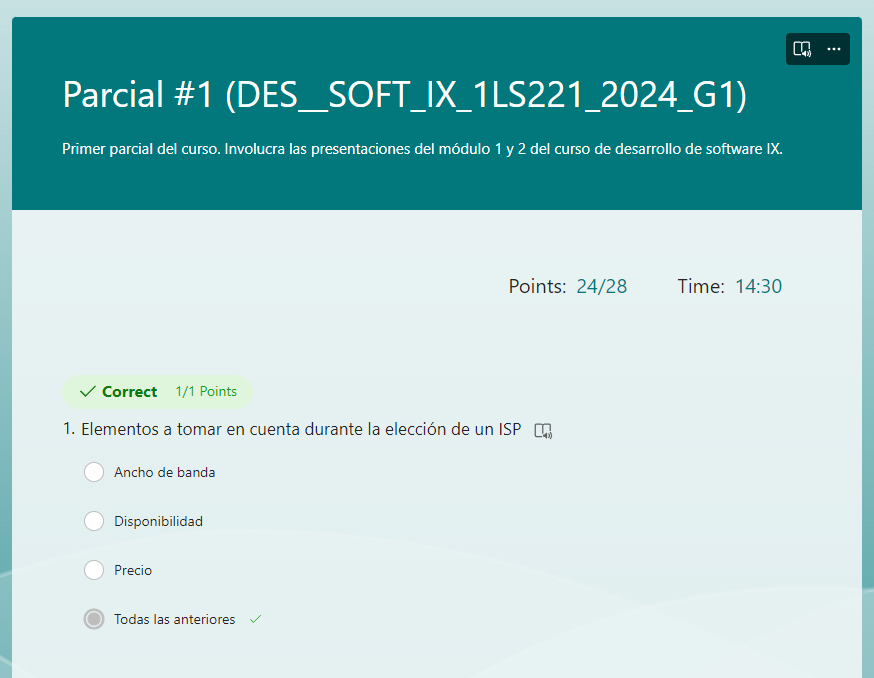 Parcial #1 (DES__SOFT_IX_1LS221_2024_G1)
Primer parcial del curso. Involucra las presentaciones del módulo 1 y 2 del curso de desarrollo de software IX.
Points: 24/28 Time: 14:30
Correct 1/1 Points
1. Elementos a tomar en cuenta durante la elección de un ISP
Ancho de banda
Disponibilidad
Precio
Todas las anteriores